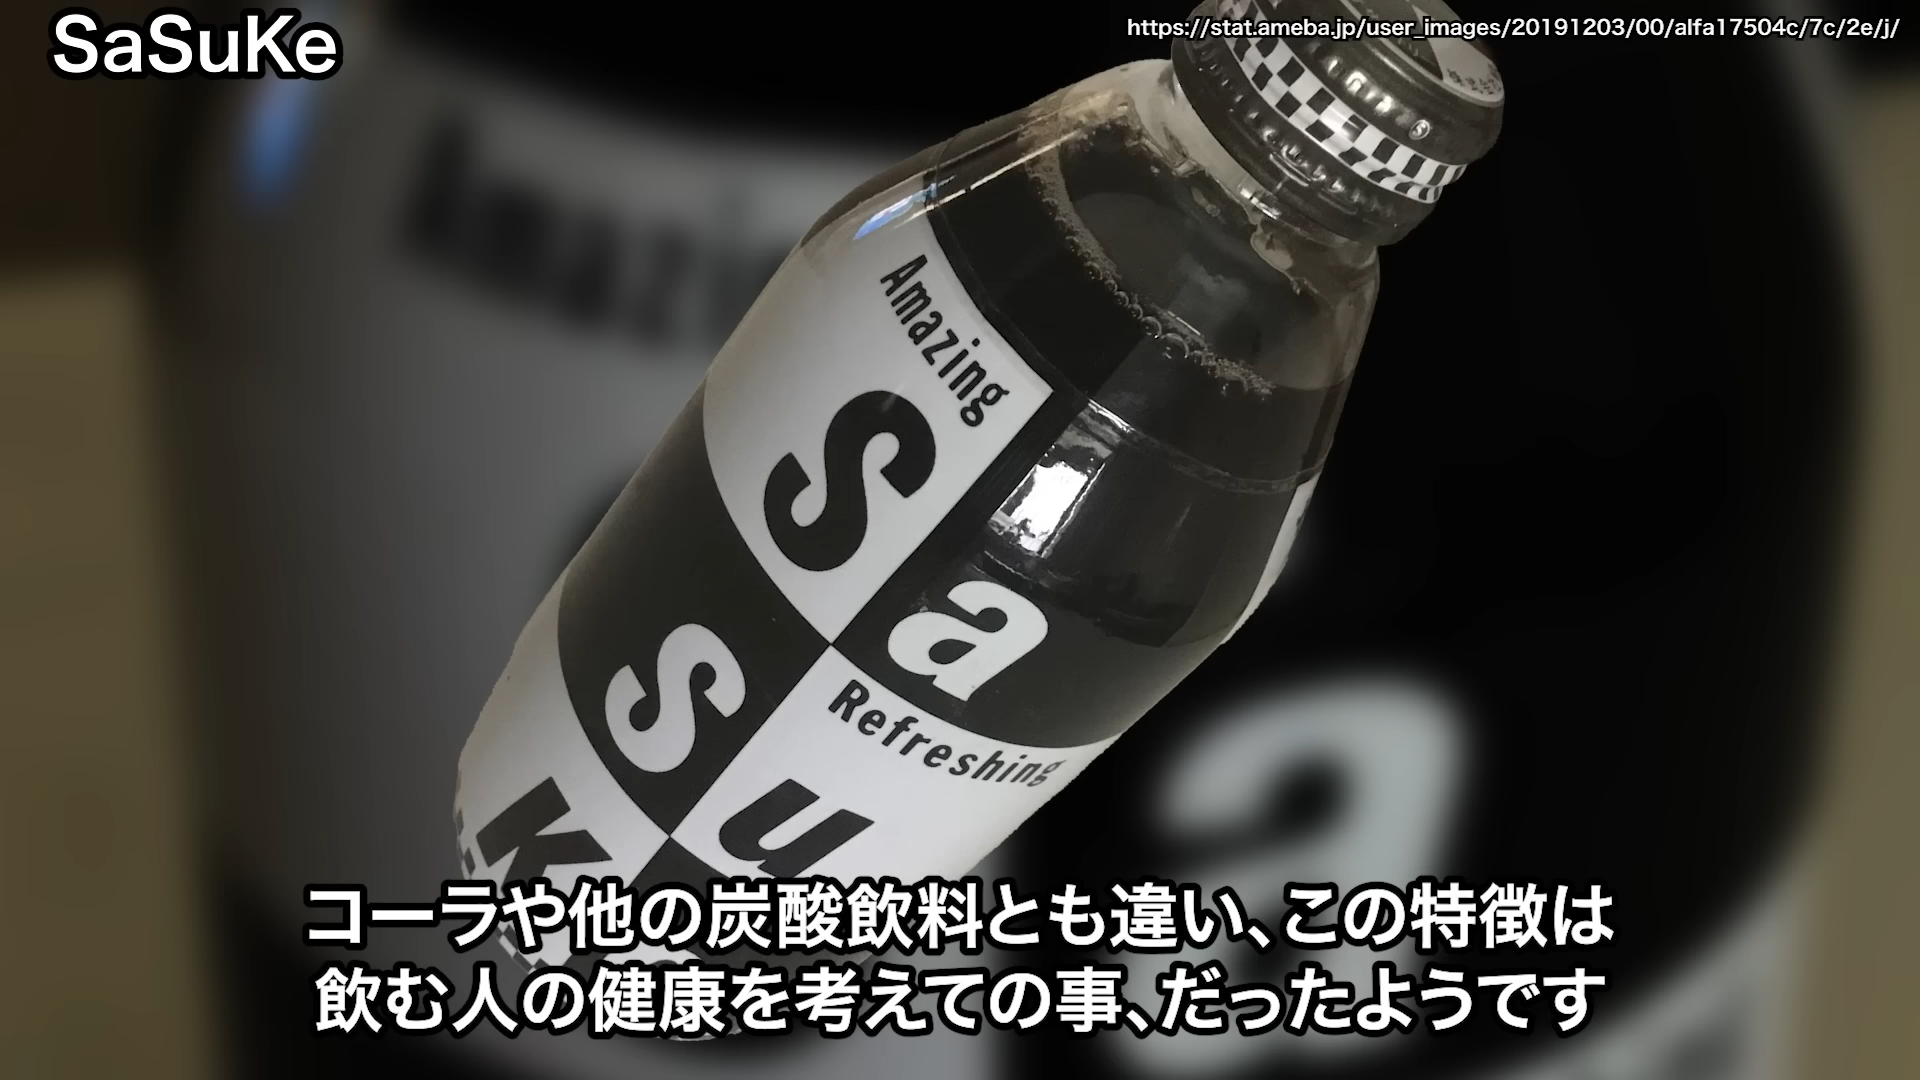 SaSuKe
https://stat.ameba.jp/user_images/20191203/00/alfa17504c/7c/2e/j/
Amazing
S
a
s
Refreshing
u
k
Amazi
a
コーラや他の炭酸飲料とも違い、この特徴は
飲む人の健康を考えての事、だったようです